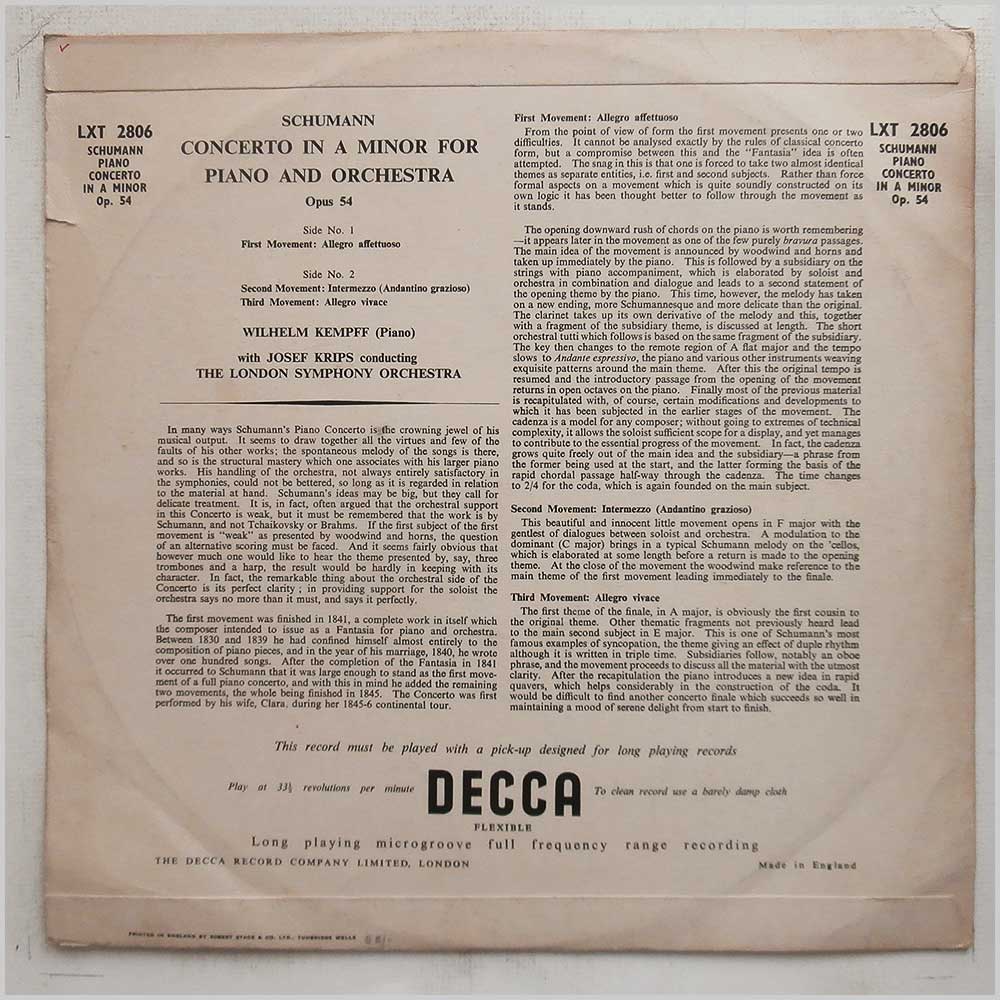 LXT 2806
SCHUMANN
PIANO
CONCERTO
IN A MINOR
Op. 54
SCHUMANN
CONCERTO IN A MINOR FOR
PIANO AND ORCHESTRA
Opus 54
Side No. 1
First Movement: Allegro affettuoso
Side No. 2
Second Movement: Intermezzo (Andantino grazioso)
Third Movement: Allegro vivace
WILHELM KEMPFF (Piano)
with JOSEF KRIPS conducting
THE LONDON SYMPHONY ORCHESTRA
In many ways Schumann's Piano Concerto is the crowning jewel of his
musical output. It seems to draw together all the virtues and few of the
faults of his other works; the spontaneous melody of the songs is there,
and so is the structural mastery which one associates with his larger piano
works. His handling of the orchestra, not always entirely satisfactory in
the symphonies, could not be bettered, so long as it is regarded in relation
to the material at hand. Schumann's ideas may be big, but they call for
delicate treatment. It is, in fact, often argued that the orchestral support
in this Concerto is weak, but it must be remembered that the work is by
Schumann, and not Tchaikovsky or Brahms. If the first subject of the first
movement is "weak" as presented by woodwind and horns, the question
of an alternative scoring must be faced. And it seems fairly obvious that
however much one would like to hear the theme presented by, say, three
trombones and a harp, the result would be hardly in keeping with its
character. In fact, the remarkable thing about the orchestral side of the
Concerto is its perfect clarity; in providing support for the soloist the
orchestra says no more than it must, and says it perfectly.
The first movement was finished in 1841, a complete work in itself which
the composer intended to issue as a Fantasia for piano and orchestra.
Between 1830 and 1839 he had confined himself almost entirely to the
composition of piano pieces, and in the year of his marriage, 1840, he wrote
over one hundred songs. After the completion of the Fantasia in 1841
it occurred to Schumann that it was large enough to stand as the first move-
ment of a full piano concerto, and with this in mind he added the remaining
two movements, the whole being finished in 1845. The Concerto was first
performed by his wife, Clara, during her 1845-6 continental tour.
First Movement: Allegro affettuoso
From the point of view of form the first movement presents one or two
difficulties. It cannot be analysed exactly by the rules of classical concerto
form, but a compromise between this and the "Fantasia" idea is often
attempted. The snag in this is that one is forced to take two almost identical
themes as separate entities, i.e. first and second subjects. Rather than force
formal aspects on a movement which is quite soundly constructed on its
own logic it has been thought better to follow through the movement as
it stands.
The opening downward rush of chords on the piano is worth remembering
—it appears later in the movement as one of the few purely bravura passages.
The main idea of the movement is announced by woodwind and horns and
taken up immediately by the piano. This is followed by a subsidiary on the
strings with piano accompaniment, which is elaborated by soloist and
orchestra in combination and dialogue and leads to a second statement of
the opening theme by the piano. This time, however, the melody has taken
on a new ending, more Schumannesque and more delicate than the original.
The clarinet takes up its own derivative of the melody and this, together
with a fragment of the subsidiary theme, is discussed at length. The short
orchestral tutti which follows is based on the same fragment of the subsidiary.
The key then changes to the remote region of A flat major and the tempo
slows to Andante espressivo, the piano and various other instruments weaving
exquisite patterns around the main theme. After this the original tempo is
resumed and the introductory passage from the opening of the movement
returns in open octaves on the piano. Finally most of the previous material
is recapitulated with, of course, certain modifications and developments to
which it has been subjected in the earlier stages of the movement. The
cadenza is a model for any composer; without going to extremes of technical
complexity, it allows the soloist sufficient scope for a display, and yet manages
to contribute to the essential progress of the movement. In fact, the cadenza
grows quite freely out of the main idea and the subsidiary—a phrase from
the former being used at the start, and the latter forming the basis of the
rapid chordal passage half-way through the cadenza. The time changes
to 2/4 for the coda, which is again founded on the main subject.
Second Movement: Intermezzo (Andantino grazioso)
This beautiful and innocent little movement opens in F major with the
gentlest of dialogues between soloist and orchestra. A modulation to the
dominant (C major) brings in a typical Schumann melody on the 'cellos,
which is elaborated at some length before a return is made to the opening
theme. At the close of the movement the woodwind make reference to the
main theme of the first movement leading immediately to the finale.
Third Movement: Allegro vivace
The first theme of the finale, in A major, is obviously the first cousin to
the original theme. Other thematic fragments not previously heard lead
to the main second subject in E major. This is one of Schumann's most
famous examples of syncopation, the theme giving an effect of duple rhythm
although it is written in triple time. Subsidiaries follow, notably an oboe
phrase, and the movement proceeds to discuss all the material with the utmost
clarity. After the recapitulation the piano introduces a new idea in rapid
quavers, which helps considerably in the construction of the coda. It
would be difficult to find another concerto finale which succeeds so well in
maintaining a mood of serene delight from start to finish.
LXT 2806
SCHUMANN
PIANO
CONCERTO
IN A MINOR
Op. 54
This record must be played with a pick-up designed for long playing records
Play at 33⅓ revolutions per minute
DECCA
To clean record use a barely damp cloth
FLEXIBLE
Long playing microgroove full frequency range recording
THE DECCA RECORD COMPANY LIMITED, LONDON
Made in England
PRINTED IN ENGLAND BY ROBERT STACE & CO. LTD., TUNBRIDGE WELLS